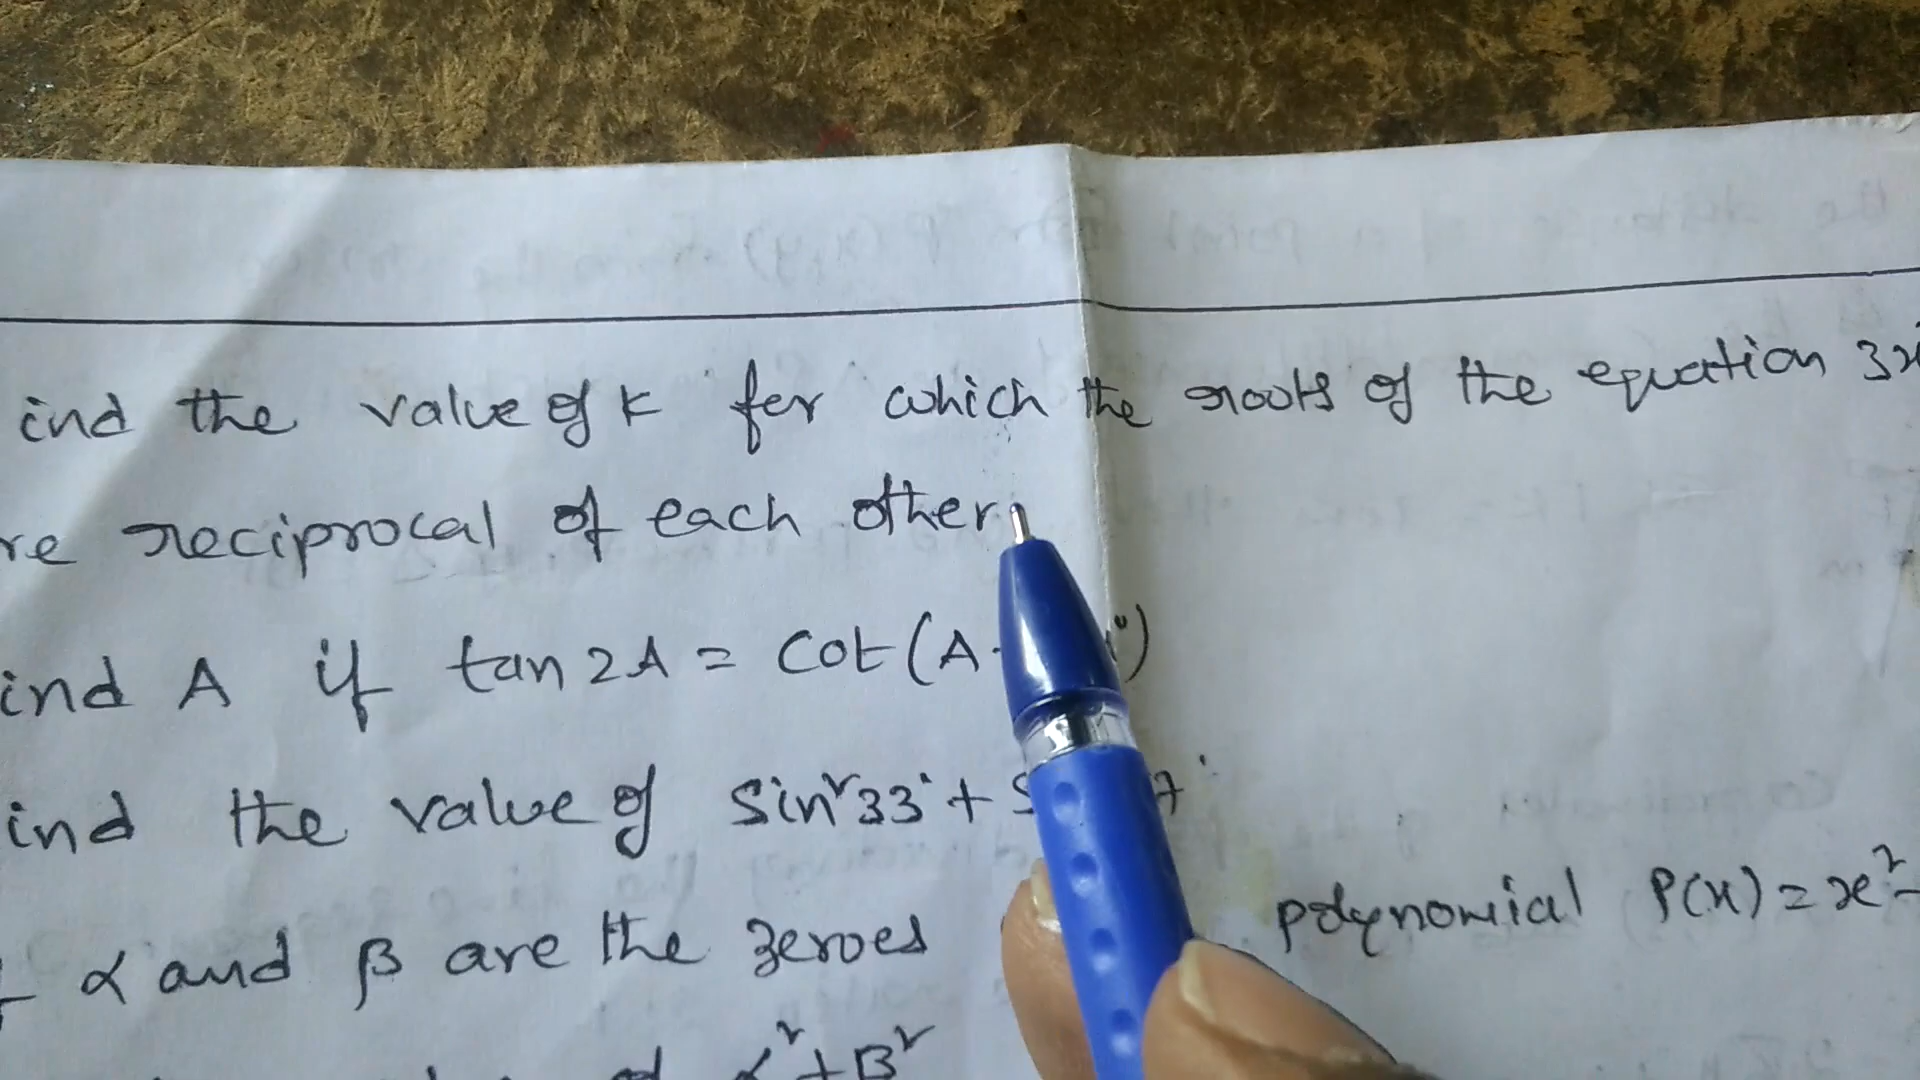 ind the value of k for which the roots of the equation 3x
re reciprocal of each other
ind A if tan 2A = Cot (A
ind the value of Sin²33° + S 7°
α and β are the zeroes polynomial P(x) = x² -
α² + β²